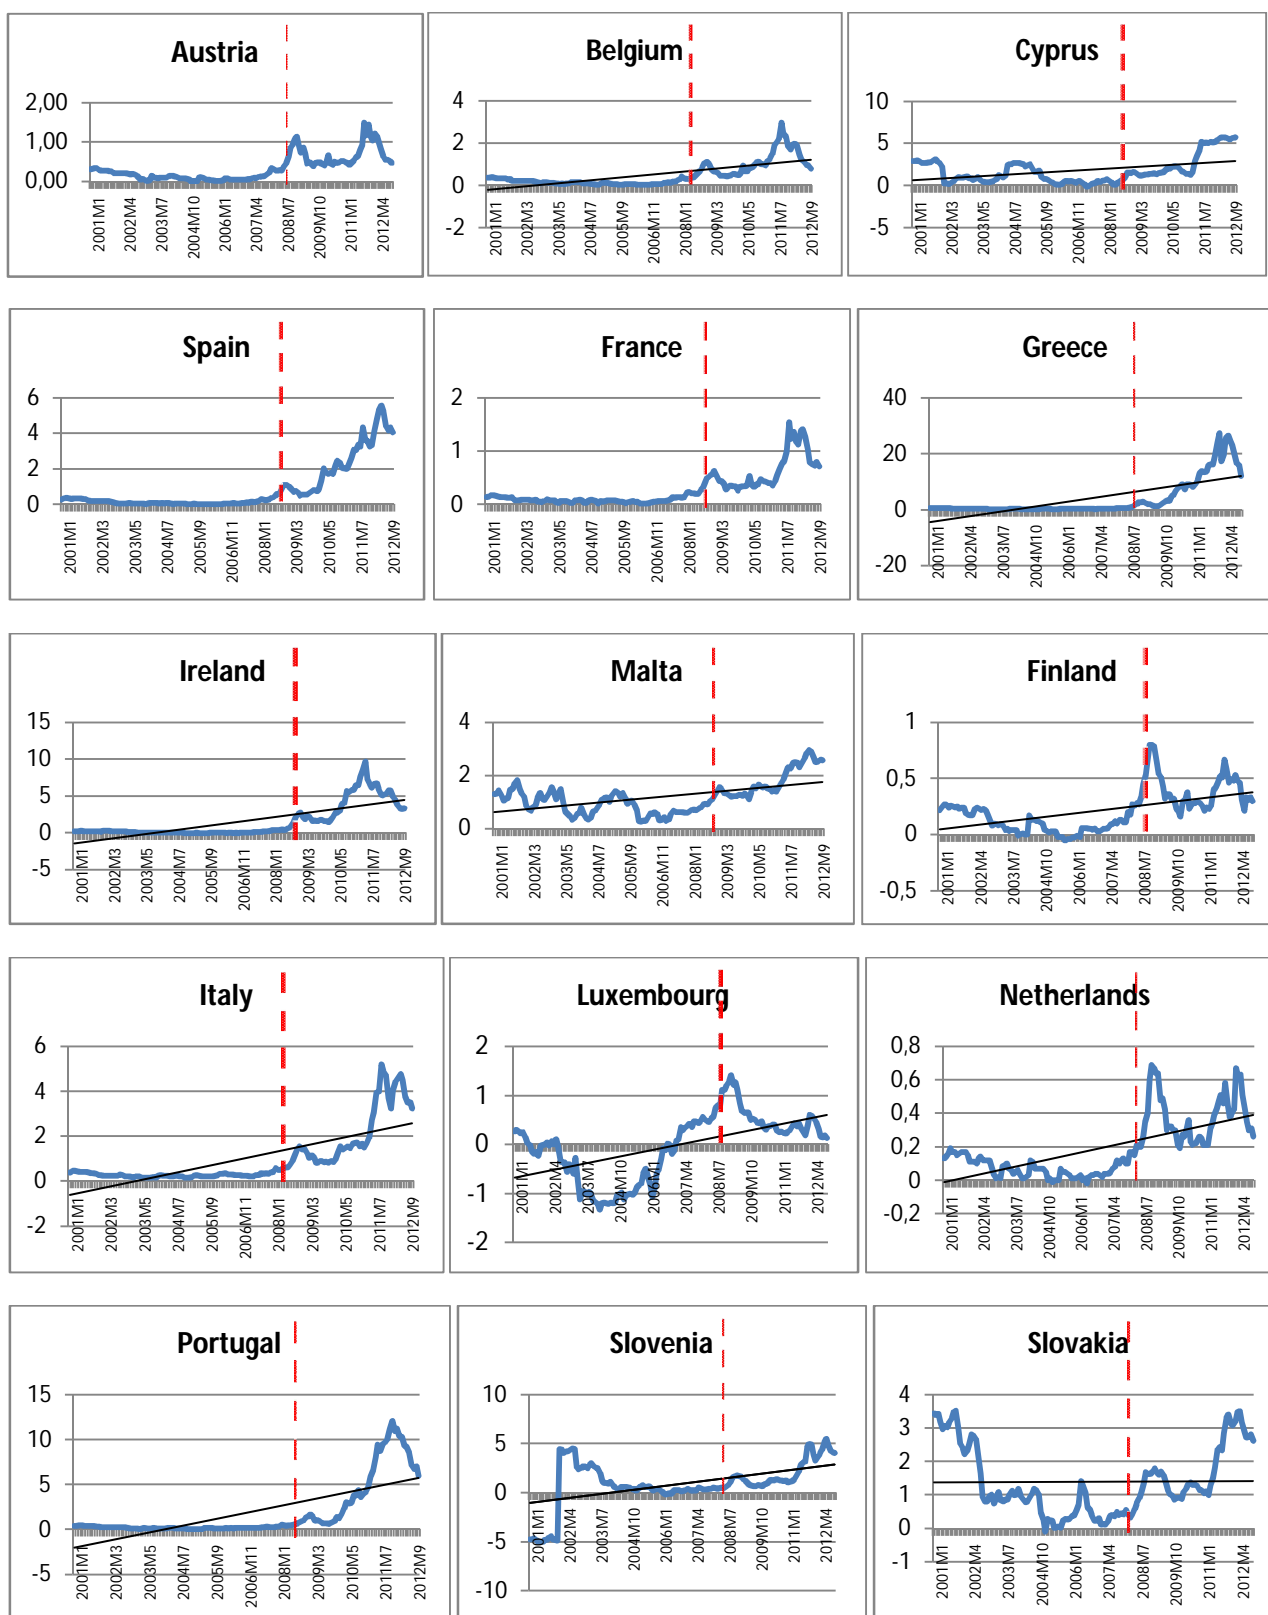 Austria
2,00
1,00
0,00
2001M1
2002M4
2003M7
2004M10
2006M1
2007M4
2008M7
2009M10
2011M1
2012M4
Belgium
4
2
0
-2
2001M1
2002M3
2003M5
2004M7
2005M9
2006M11
2008M1
2009M3
2010M5
2011M7
2012M9
Cyprus
10
5
0
-5
2001M1
2002M3
2003M5
2004M7
2005M9
2006M11
2008M1
2009M3
2010M5
2011M7
2012M9
Spain
6
4
2
0
2001M1
2002M3
2003M5
2004M7
2005M9
2006M11
2008M1
2009M3
2010M5
2011M7
2012M9
France
2
1
0
2001M1
2002M3
2003M5
2004M7
2005M9
2006M11
2008M1
2009M3
2010M5
2011M7
2012M9
Greece
40
20
0
-20
2001M1
2002M4
2003M7
2004M10
2006M1
2007M4
2008M7
2009M10
2011M1
2012M4
Ireland
15
10
5
0
-5
2001M1
2002M3
2003M5
2004M7
2005M9
2006M11
2008M1
2009M3
2010M5
2011M7
2012M9
Malta
4
2
0
2001M1
2002M3
2003M5
2004M7
2005M9
2006M11
2008M1
2009M3
2010M5
2011M7
2012M9
Finland
1
0,5
0
-0,5
2001M1
2002M4
2003M7
2004M10
2006M1
2007M4
2008M7
2009M10
2011M1
2012M4
Italy
6
4
2
0
-2
2001M1
2002M3
2003M5
2004M7
2005M9
2006M11
2008M1
2009M3
2010M5
2011M7
2012M9
Luxembourg
2
1
0
-1
-2
2001M1
2002M4
2003M7
2004M10
2006M1
2007M4
2008M7
2009M10
2011M1
2012M4
Netherlands
0,8
0,6
0,4
0,2
0
-0,2
2001M1
2002M4
2003M7
2004M10
2006M1
2007M4
2008M7
2009M10
2011M1
2012M4
Portugal
15
10
5
0
-5
2001M1
2002M3
2003M5
2004M7
2005M9
2006M11
2008M1
2009M3
2010M5
2011M7
2012M9
Slovenia
10
5
0
-5
-10
2001M1
2002M4
2003M7
2004M10
2006M1
2007M4
2008M7
2009M10
2011M1
2012M4
Slovakia
4
3
2
1
0
-1
2001M1
2002M4
2003M7
2004M10
2006M1
2007M4
2008M7
2009M10
2011M1
2012M4